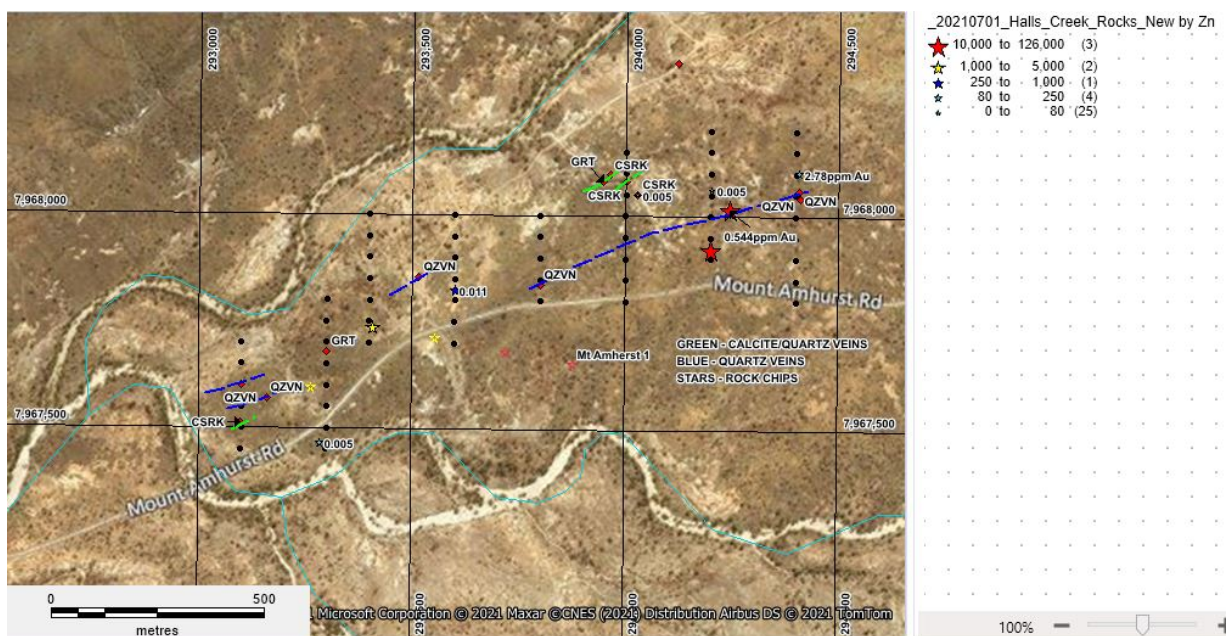 _20210701_Halls_Creek_Rocks_New by Zn
10,000 to 126,000 (3)
1,000 to 5,000 (2)
250 to 1,000 (1)
80 to 250 (4)
0 to 80 (25)
293,000
293,500
294,000
294,500
GRT
CSRK
CSRK
CSRK
0.005
0.005
2.78ppm Au
7,968,000
7,968,000
QZVN
QZVN
0.544ppm Au
QZVN
QZVN
0.011
Mount Amhurst Rd
GRT
Mt Amherst 1
GREEN - CALCITE/QUARTZ VEINS
BLUE - QUARTZ VEINS
STARS - ROCK CHIPS
QZVN
QZVN
CSRK
7,967,500
7,967,500
0.005
Mount Amhurst Rd
0 500
metres
Microsoft Corporation © 2021 Maxar ©CNES (2021) Distribution Airbus DS © 2021 TomTom
100%